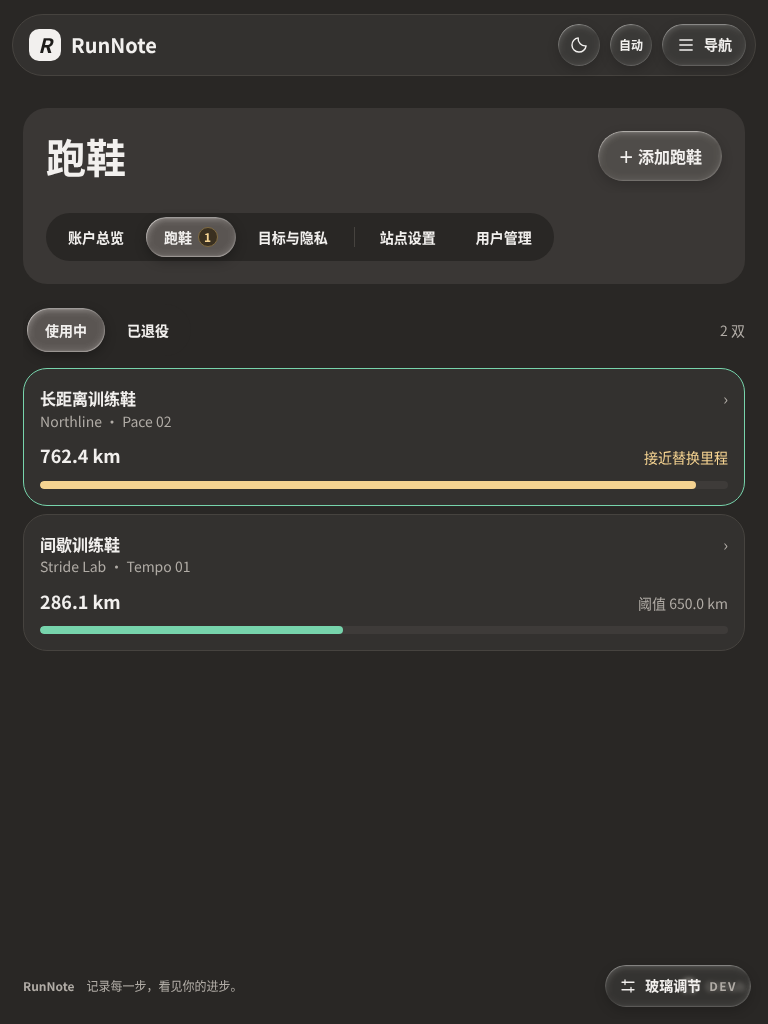 R RunNote 自动 导航
跑鞋
+ 添加跑鞋
账户总览 跑鞋 1 目标与隐私 站点设置 用户管理
使用中 已退役 2 双
长距离训练鞋 ›
Northline • Pace 02
762.4 km 接近替换里程
间歇训练鞋 ›
Stride Lab • Tempo 01
286.1 km 阈值 650.0 km
RunNote 记录每一步，看见你的进步。 玻璃调节 DEV